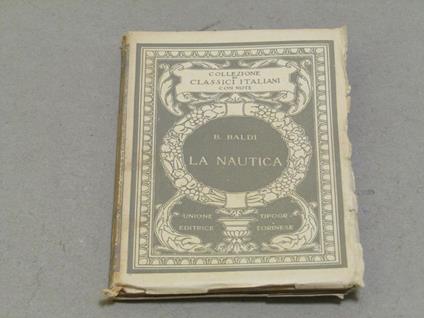 COLLEZIONE
DI
CLASSICI ITALIANI
CON NOTE
B. BALDI
LA NAUTICA
UNIONE TIPOGR
EDITRICE TORINESE